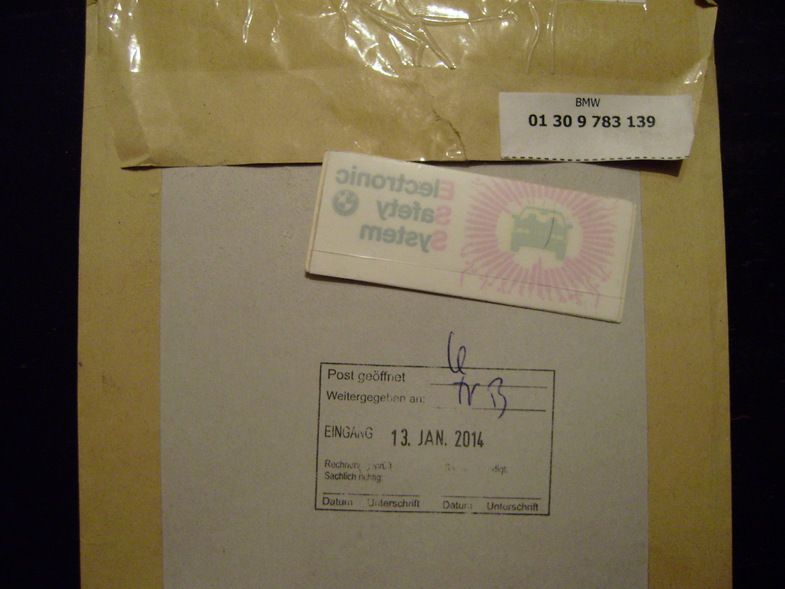 BMW
01 30 9 783 139
Electronic
Safety
System
Post geöffnet
Weitergegeben an:
EINGANG 13. JAN. 2014
Sachlich richtig:
Datum Unterschrift Datum Unterschrift